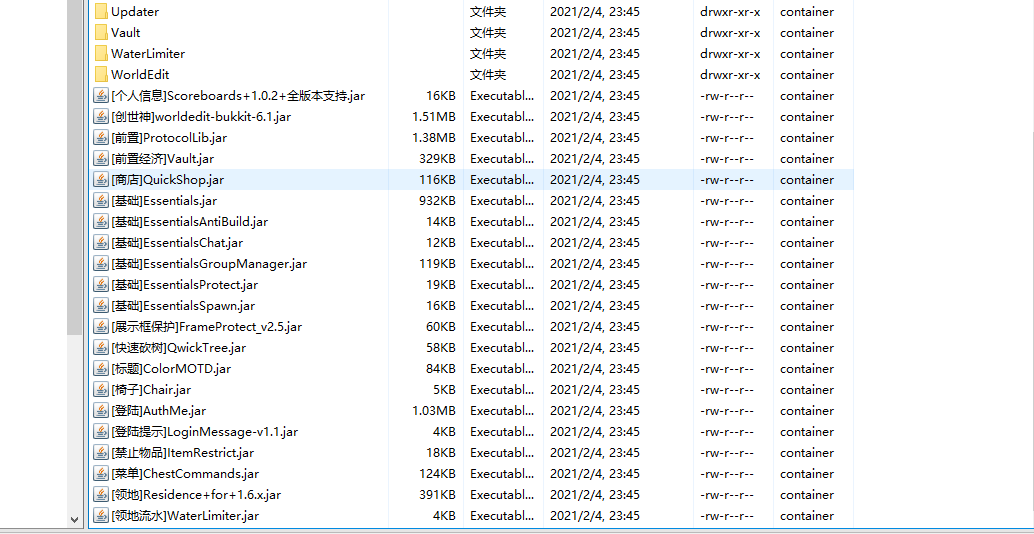 Updater 文件夹 2021/2/4, 23:45 drwxr-xr-x container
Vault 文件夹 2021/2/4, 23:45 drwxr-xr-x container
WaterLimiter 文件夹 2021/2/4, 23:45 drwxr-xr-x container
WorldEdit 文件夹 2021/2/4, 23:45 drwxr-xr-x container
[个人信息]Scoreboards+1.0.2+全版本支持.jar 16KB Executabl... 2021/2/4, 23:45 -rw-r--r-- container
[创世神]worldedit-bukkit-6.1.jar 1.51MB Executabl... 2021/2/4, 23:45 -rw-r--r-- container
[前置]ProtocolLib.jar 1.38MB Executabl... 2021/2/4, 23:45 -rw-r--r-- container
[前置经济]Vault.jar 329KB Executabl... 2021/2/4, 23:45 -rw-r--r-- container
[商店]QuickShop.jar 116KB Executabl... 2021/2/4, 23:45 -rw-r--r-- container
[基础]Essentials.jar 932KB Executabl... 2021/2/4, 23:45 -rw-r--r-- container
[基础]EssentialsAntiBuild.jar 14KB Executabl... 2021/2/4, 23:45 -rw-r--r-- container
[基础]EssentialsChat.jar 12KB Executabl... 2021/2/4, 23:45 -rw-r--r-- container
[基础]EssentialsGroupManager.jar 119KB Executabl... 2021/2/4, 23:45 -rw-r--r-- container
[基础]EssentialsProtect.jar 19KB Executabl... 2021/2/4, 23:45 -rw-r--r-- container
[基础]EssentialsSpawn.jar 16KB Executabl... 2021/2/4, 23:45 -rw-r--r-- container
[展示框保护]FrameProtect_v2.5.jar 60KB Executabl... 2021/2/4, 23:45 -rw-r--r-- container
[快速砍树]QwickTree.jar 58KB Executabl... 2021/2/4, 23:45 -rw-r--r-- container
[标题]ColorMOTD.jar 84KB Executabl... 2021/2/4, 23:45 -rw-r--r-- container
[椅子]Chair.jar 5KB Executabl... 2021/2/4, 23:45 -rw-r--r-- container
[登陆]AuthMe.jar 1.03MB Executabl... 2021/2/4, 23:45 -rw-r--r-- container
[登陆提示]LoginMessage-v1.1.jar 4KB Executabl... 2021/2/4, 23:45 -rw-r--r-- container
[禁止物品]ItemRestrict.jar 18KB Executabl... 2021/2/4, 23:45 -rw-r--r-- container
[菜单]ChestCommands.jar 124KB Executabl... 2021/2/4, 23:45 -rw-r--r-- container
[领地]Residence+for+1.6.x.jar 391KB Executabl... 2021/2/4, 23:45 -rw-r--r-- container
[领地流水]WaterLimiter.jar 4KB Executabl... 2021/2/4, 23:45 -rw-r--r-- container